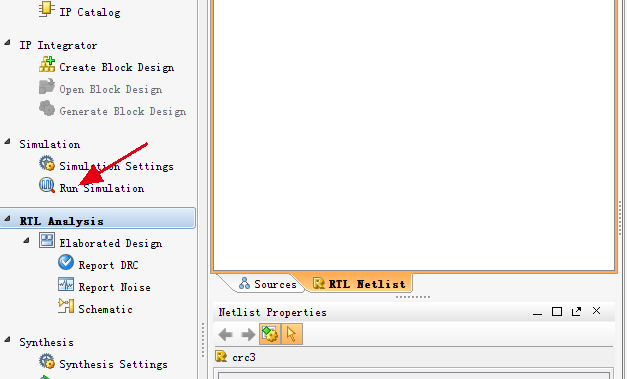 IP Catalog
IP Integrator
Create Block Design
Open Block Design
Generate Block Design
Simulation
Simulation Settings
Run Simulation
RTL Analysis
Elaborated Design
Report DRC
Report Noise
Schematic
Synthesis
Synthesis Settings
Sources
RTL Netlist
Netlist Properties
crc3